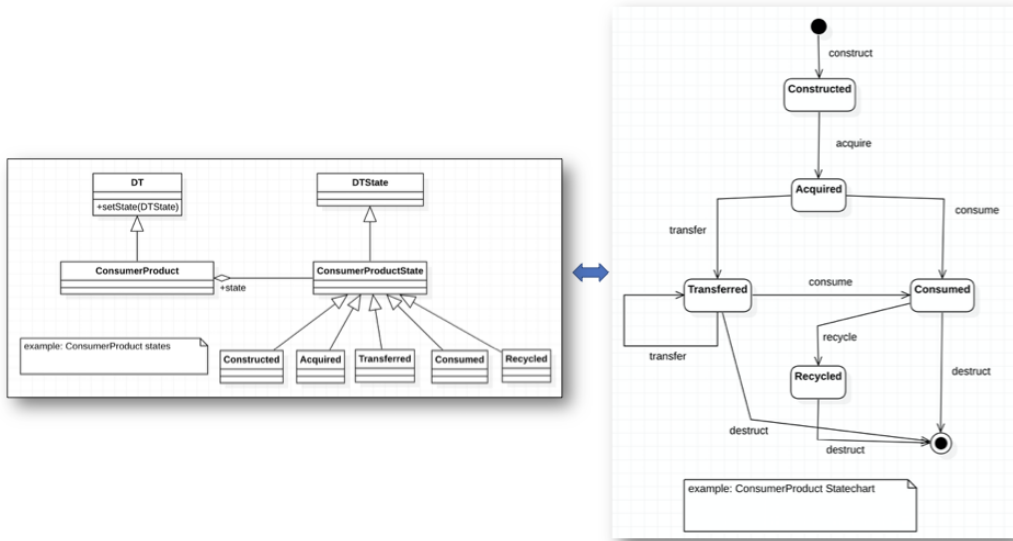 DT
+setState(DTState)
DTState
ConsumerProduct
+state
ConsumerProductState
example: ConsumerProduct states
Constructed
Acquired
Transferred
Consumed
Recycled
construct
Constructed
acquire
Acquired
transfer
consume
Transferred
consume
Consumed
transfer
recycle
Recycled
destruct
destruct
destruct
example: ConsumerProduct Statechart